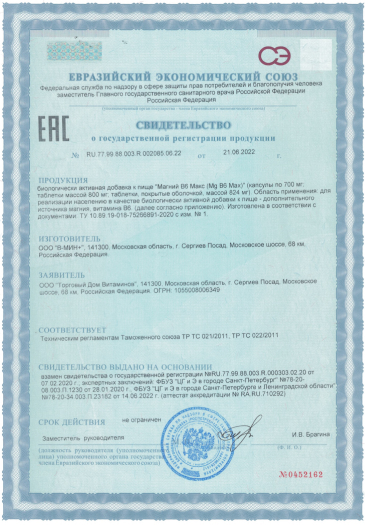 СЭ
ЕВРАЗИЙСКИЙ ЭКОНОМИЧЕСКИЙ СОЮЗ
Федеральная служба по надзору в сфере защиты прав потребителей и благополучия человека
заместитель Главного государственного санитарного врача Российской Федерации
Российская Федерация
ЕАС
СВИДЕТЕЛЬСТВО
о государственной регистрации продукции
№ RU.77.99.88.003.R.002085.06.22 от 21.06.2022
ПРОДУКЦИЯ
биологически активная добавка к пище "Магний В6 Макс (Mg B6 Max)" (капсулы по 700 мг;
таблетки массой 800 мг; таблетки, покрытые оболочкой, массой 824 мг). Область применения: для
реализации населению в качестве биологически активной добавки к пище - дополнительного
источника магния, витамина В6. (далее согласно приложению). Изготовлена в соответствии с
документами: ТУ 10.89.19-018-75266891-2020 с изм. № 1.
ИЗГОТОВИТЕЛЬ
ООО "В-МИН+", 141300, Московская область, г. Сергиев Посад, Московское шоссе, 68 км,
Российская Федерация.
ЗАЯВИТЕЛЬ
ООО "Торговый Дом Витаминов", 141300, Московская область, г. Сергиев Посад, Московское
шоссе, 68 км, Российская Федерация. ОГРН: 1055008006349
СООТВЕТСТВУЕТ
Техническим регламентам Таможенного союза ТР ТС 021/2011, ТР ТС 022/2011
СВИДЕТЕЛЬСТВО ВЫДАНО НА ОСНОВАНИИ
взамен свидетельства о государственной регистрации №RU.77.99.88.003.R.000303.02.20 от
07.02.2020 г.; экспертных заключений: ФБУЗ "ЦГ и Э в городе Санкт-Петербург" №78-20-
08.003.П.1230 от 28.01.2020 г. ФБУЗ "ЦГ и Э в городе Санкт-Петербурге и Ленинградской области"
№78-20-34 003.П.23182 от 14.06.2022 г. (аттестат аккредитации № RA.RU.710292)
СРОК ДЕЙСТВИЯ не ограничен
Заместитель руководителя И.В. Брагина
(Ф. И. О.)
№0452162